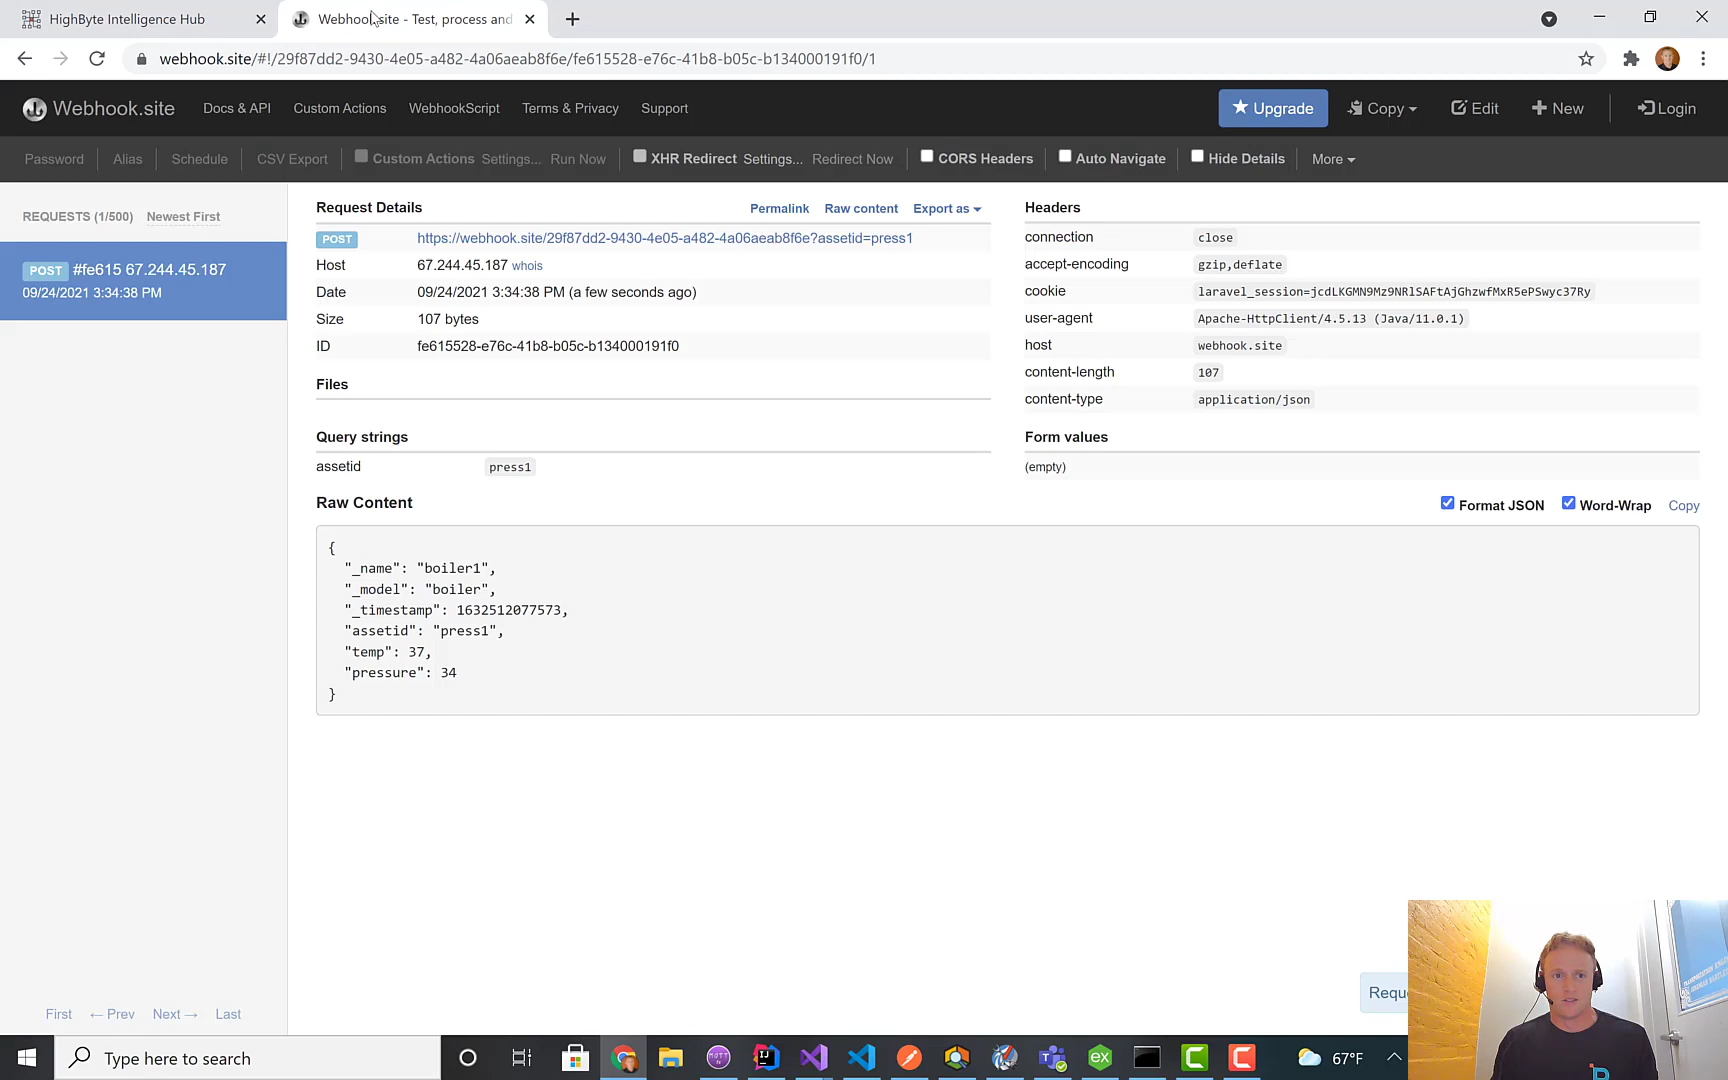 HighByte Intelligence Hub
Webhook.site - Test, process and
webhook.site/#!/29f87dd2-9430-4e05-a482-4a06aeab8f6e/fe615528-e76c-41b8-b05c-b134000191f0/1
Webhook.site Docs & API Custom Actions WebhookScript Terms & Privacy Support Upgrade Copy Edit New Login
Password Alias Schedule CSV Export Custom Actions Settings... Run Now XHR Redirect Settings... Redirect Now CORS Headers Auto Navigate Hide Details More
REQUESTS (1/500) Newest First
POST #fe615 67.244.45.187
09/24/2021 3:34:38 PM
Request Details Permalink Raw content Export as
POST https://webhook.site/29f87dd2-9430-4e05-a482-4a06aeab8f6e?assetid=press1
Host 67.244.45.187 whois
Date 09/24/2021 3:34:38 PM (a few seconds ago)
Size 107 bytes
ID fe615528-e76c-41b8-b05c-b134000191f0
Files
Headers
connection close
accept-encoding gzip,deflate
cookie laravel_session=jcdLKGMN9Mz9NRlSAFtAjGhzwfMxR5ePSwyc37Ry
user-agent Apache-HttpClient/4.5.13 (Java/11.0.1)
host webhook.site
content-length 107
content-type application/json
Query strings
assetid press1
Form values
(empty)
Raw Content Format JSON Word-Wrap Copy
{
"_name": "boiler1",
"_model": "boiler",
"_timestamp": 1632512077573,
"assetid": "press1",
"temp": 37,
"pressure": 34
}
Requ
First ← Prev Next → Last
Type here to search
67°F